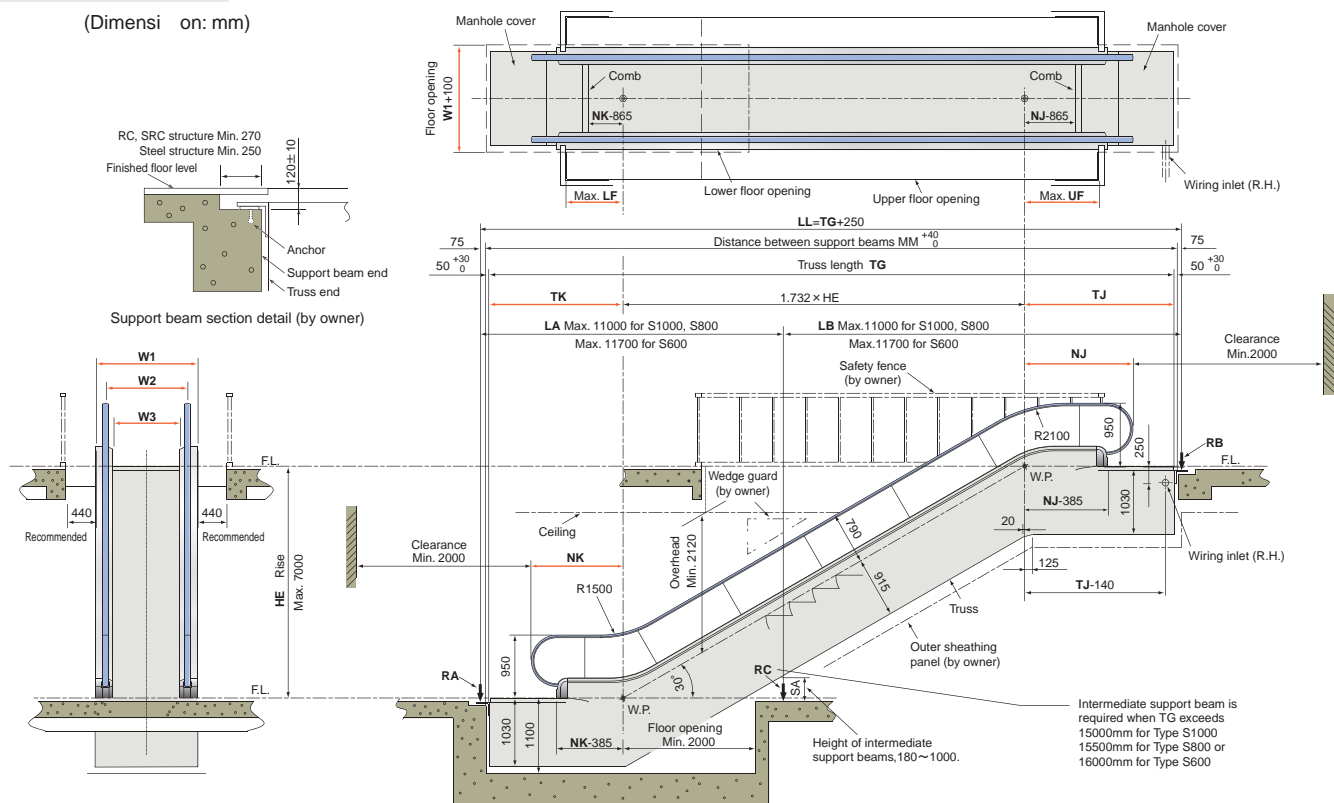 (Dimensi on: mm)
Manhole cover
Manhole cover
Floor opening
W1+100
Comb
Comb
NK-865
NJ-865
Lower floor opening
Upper floor opening
Wiring inlet (R.H.)
Max. LF
Max. UF
RC, SRC structure Min. 270
Steel structure Min. 250
Finished floor level
120±10
Anchor
Support beam end
Truss end
Support beam section detail (by owner)
LL=TG+250
75
Distance between support beams MM +40 0
75
50 +30 0
Truss length TG
50 +30 0
TK
1.732×HE
TJ
LA Max. 11000 for S1000, S800
Max. 11700 for S600
LB Max.11000 for S1000, S800
Max.11700 for S600
NJ
Clearance
Min.2000
Safety fence
(by owner)
R2100
950
250
RB
F.L.
W.P.
NJ-385
1030
20
125
Wiring inlet (R.H.)
TJ-140
Wedge guard
(by owner)
Ceiling
Overhead
Min. 2120
790
915
Truss
Outer sheathing
panel (by owner)
Clearance
Min. 2000
NK
R1500
950
RA
30°
RC
SA
W.P.
Floor opening
Min. 2000
NK-385
1030
1100
Height of intermediate
support beams,180～1000.
Intermediate support beam is
required when TG exceeds
15000mm for Type S1000
15500mm for Type S800 or
16000mm for Type S600
W1
W2
W3
F.L.
440
Recommended
440
Recommended
HE Rise
Max. 7000
F.L.